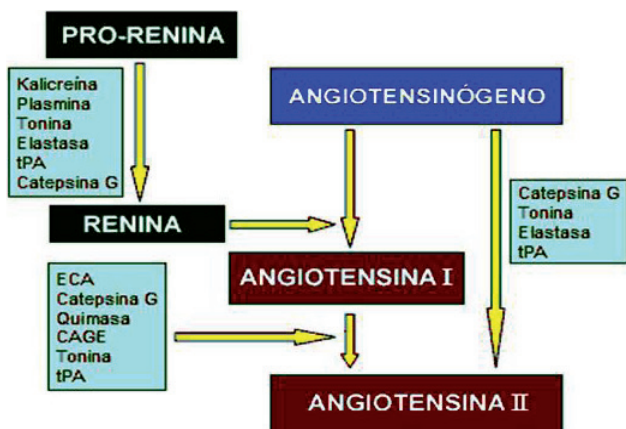 PRO-RENINA
Kalicreína
Plasmina
Tonina
Elastasa
tPA
Catepsina G
ANGIOTENSINÓGENO
RENINA
Catepsina G
Tonina
Elastasa
tPA
ANGIOTENSINA I
ECA
Catepsina G
Quimasa
CAGE
Tonina
tPA
ANGIOTENSINA II